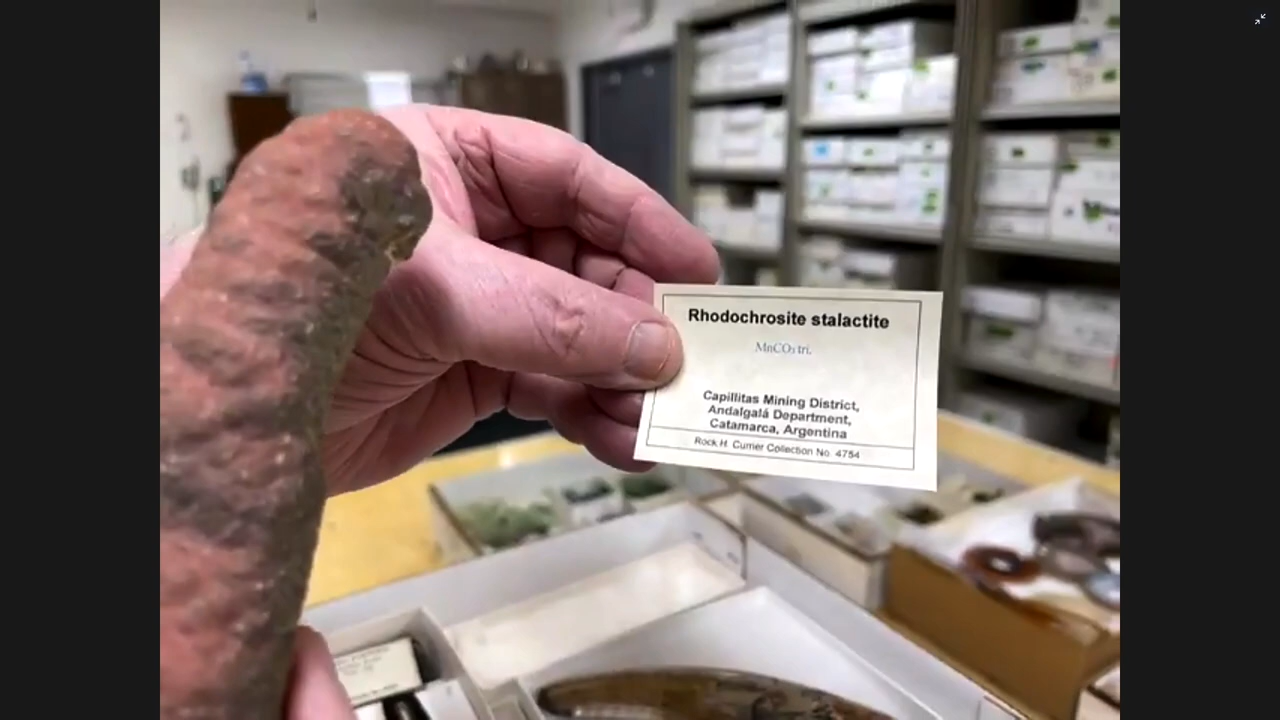 Rhodochrosite stalactite
MnCO₃ tri.
Capillitas Mining District,
Andalgalá Department,
Catamarca, Argentina
Rock H. Currier Collection No. 4754